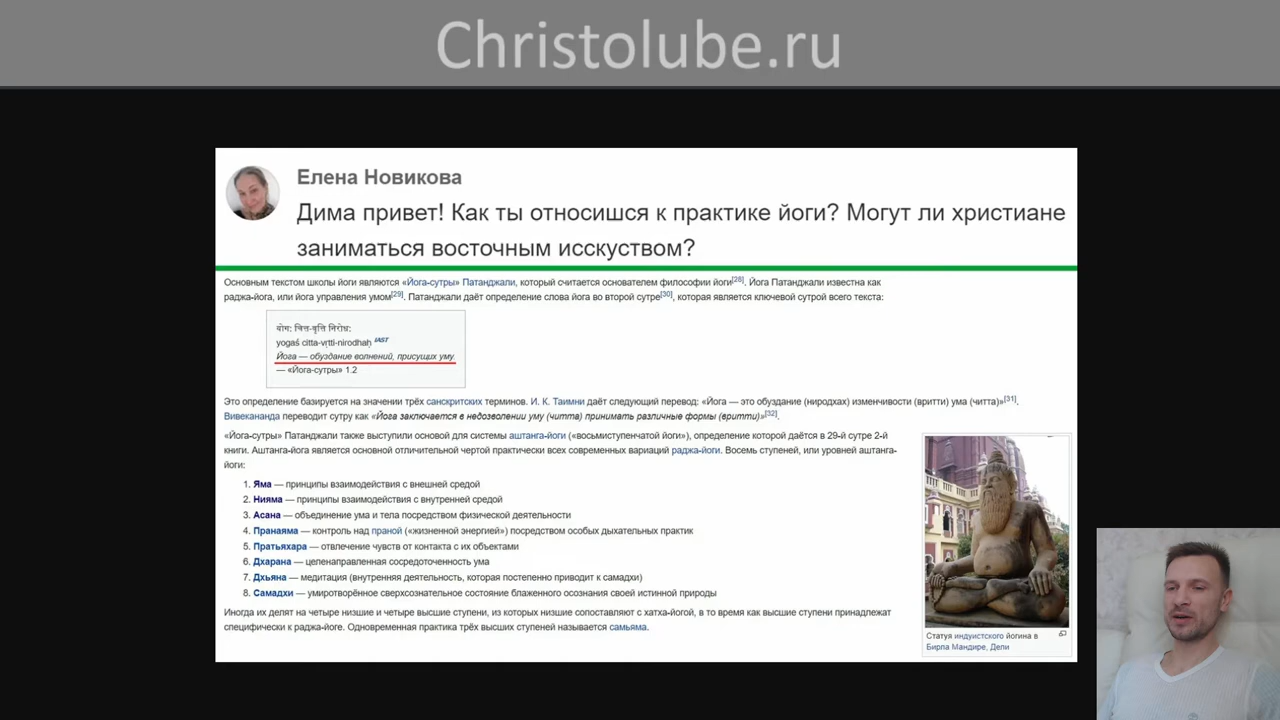 Christolube.ru
Елена Новикова
Дима привет! Как ты относишся к практике йоги? Могут ли христиане
заниматься восточным исскуством?
Основным текстом школы йоги являются «Йога-сутры» Патанджали, который считается основателем философии йоги[28]. Йога Патанджали известна как
раджа-йога, или йога управления умом[29]. Патанджали даёт определение слова йога во второй сутре[30], которая является ключевой сутрой всего текста:
योग: चित्त-वृत्ति निरोध:
yogaś citta-vṛtti-nirodhaḥ IAST
Йога — обуздание волнений, присущих уму.
— «Йога-сутры» 1.2
Это определение базируется на значении трёх санскритских терминов. И. К. Таимни даёт следующий перевод: «Йога — это обуздание (ниродхах) изменчивости (вритти) ума (читта)»[31].
Вивекананда переводит сутру как «Йога заключается в недозволении уму (читта) принимать различные формы (вритти)»[32].
«Йога-сутры» Патанджали также выступили основой для системы аштанга-йоги («восьмиступенчатой йоги»), определение которой даётся в 29-й сутре 2-й
книги. Аштанга-йога является основной отличительной чертой практически всех современных вариаций раджа-йоги. Восемь ступеней, или уровней аштанга-
йоги:
1. Яма — принципы взаимодействия с внешней средой
2. Нияма — принципы взаимодействия с внутренней средой
3. Асана — объединение ума и тела посредством физической деятельности
4. Пранаяма — контроль над праной («жизненной энергией») посредством особых дыхательных практик
5. Пратьяхара — отвлечение чувств от контакта с их объектами
6. Дхарана — целенаправленная сосредоточенность ума
7. Дхьяна — медитация (внутренняя деятельность, которая постепенно приводит к самадхи)
8. Самадхи — умиротворённое сверхсознательное состояние блаженного осознания своей истинной природы
Иногда их делят на четыре низшие и четыре высшие ступени, из которых низшие сопоставляют с хатха-йогой, в то время как высшие ступени принадлежат
специфически к раджа-йоге. Одновременная практика трёх высших ступеней называется самьяма.
Статуя индуистского йогина в
Бирла Мандире, Дели